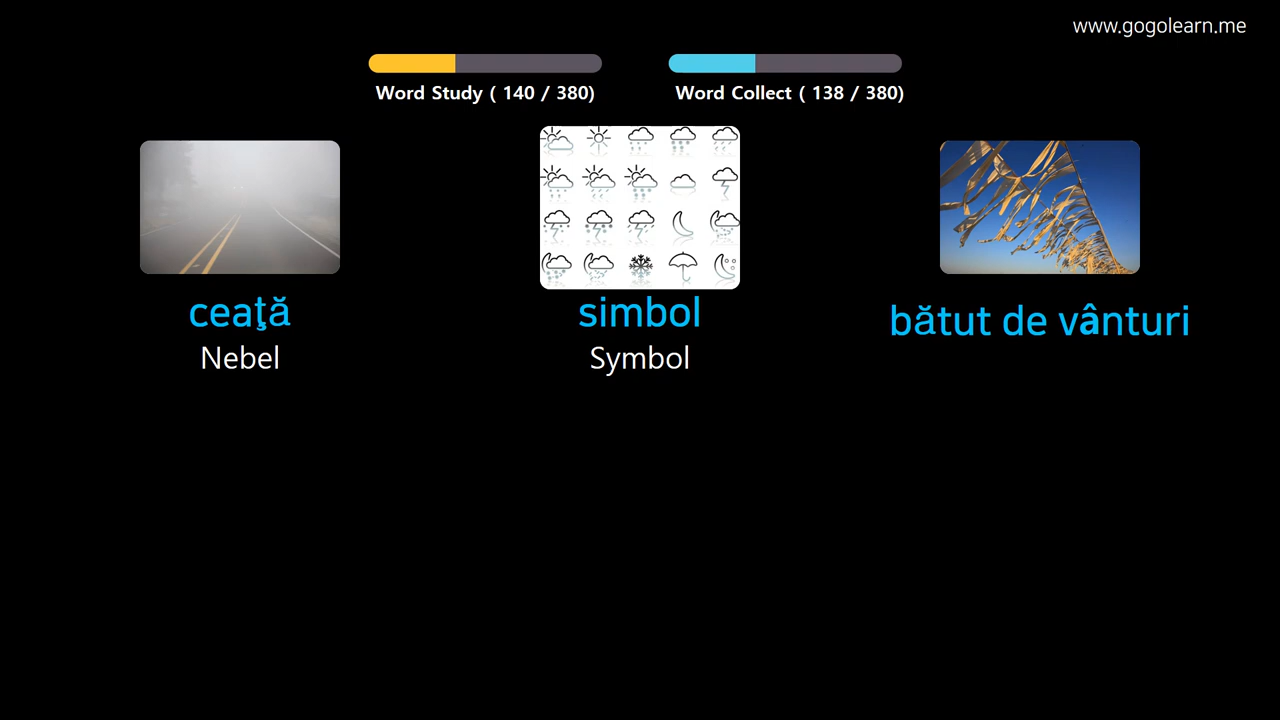 www.gogolearn.me
Word Study ( 140 / 380)
Word Collect ( 138 / 380)
ceaţă
simbol
bătut de vânturi
Nebel
Symbol